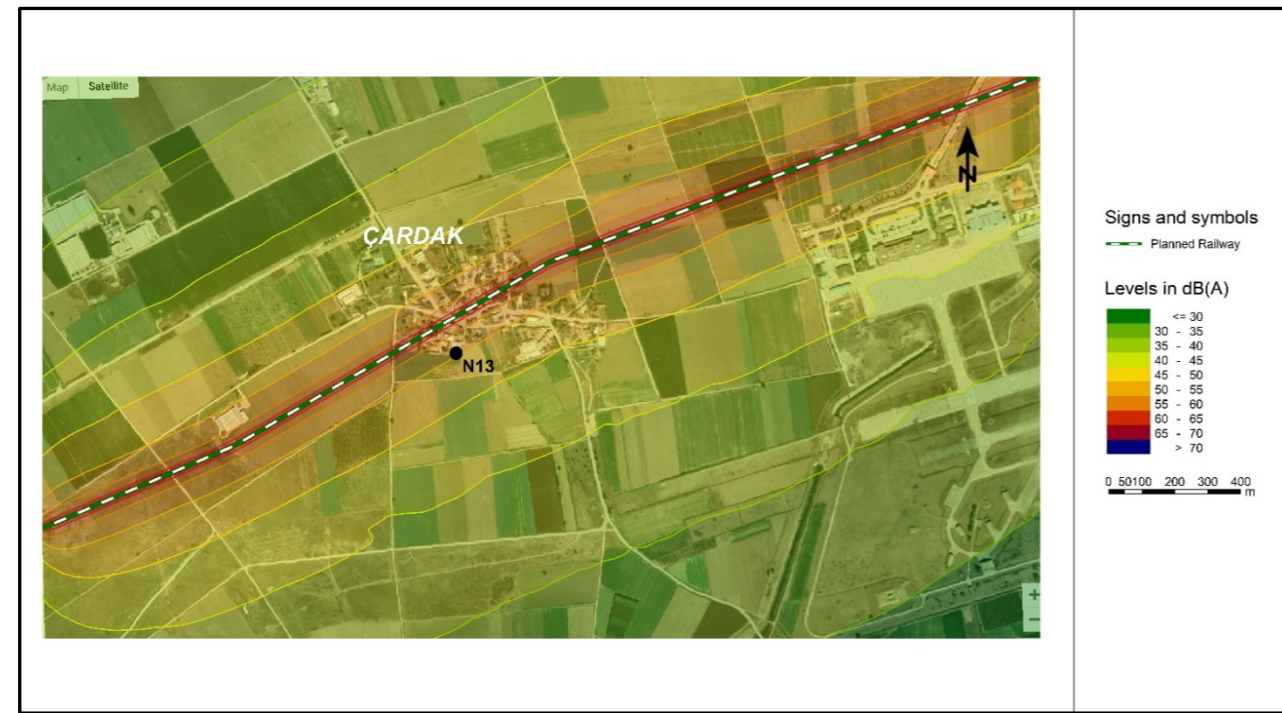 Map Satellite
ÇARDAK
N
N13
Signs and symbols
Planned Railway
Levels in dB(A)
<= 30
30 - 35
35 - 40
40 - 45
45 - 50
50 - 55
55 - 60
60 - 65
65 - 70
> 70
0 50100 200 300 400
m
+
−